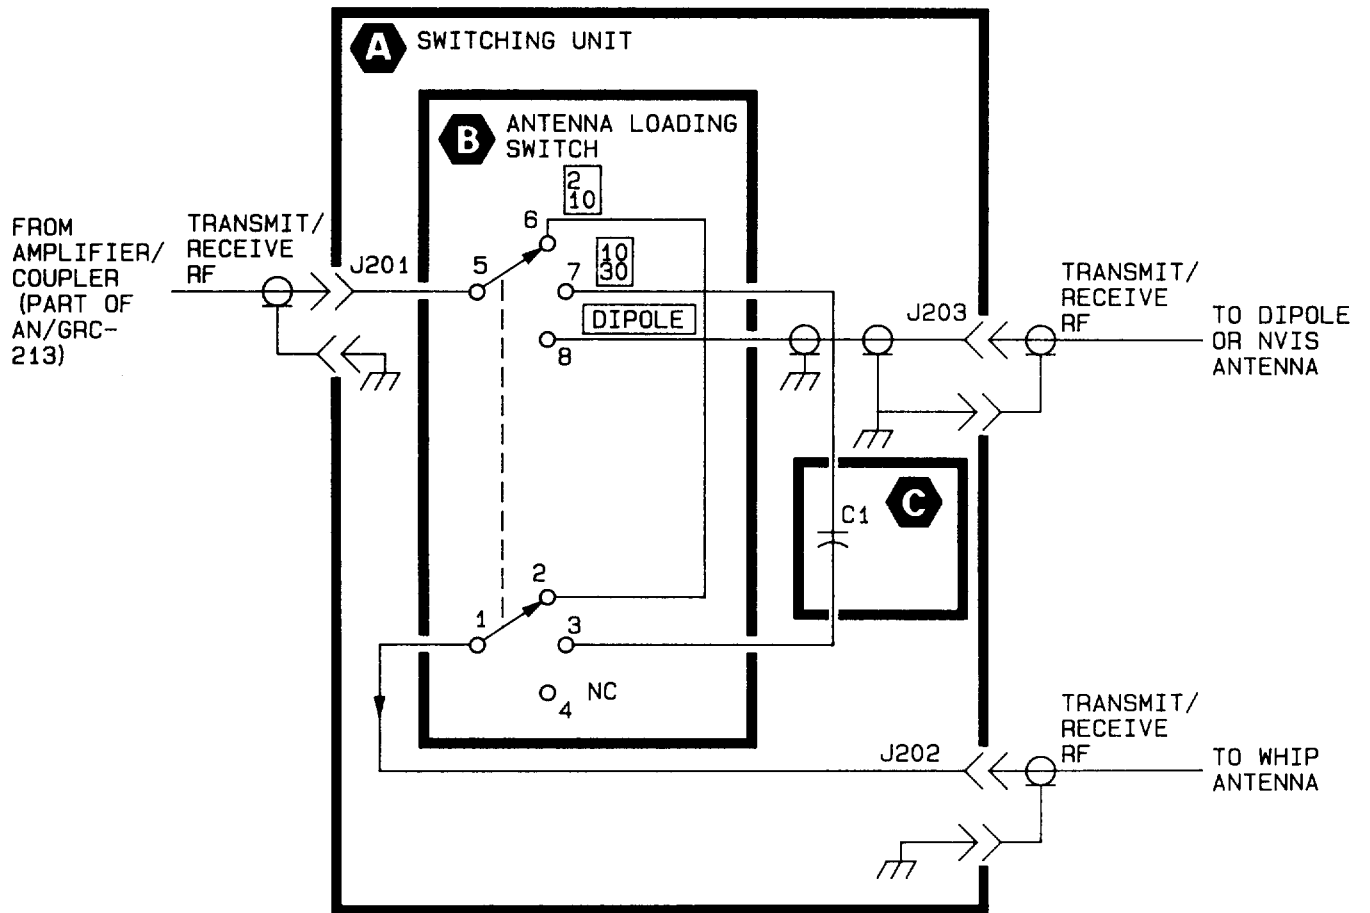 A SWITCHING UNIT
B ANTENNA LOADING
SWITCH
2
10
6
10
30
5
7
DIPOLE
8
FROM
AMPLIFIER/
COUPLER
(PART OF
AN/GRC-
213)
TRANSMIT/
RECEIVE
RF
J201
J203
TRANSMIT/
RECEIVE
RF
TO DIPOLE
OR NVIS
ANTENNA
C
C1
2
1
3
4 NC
J202
TRANSMIT/
RECEIVE
RF
TO WHIP
ANTENNA